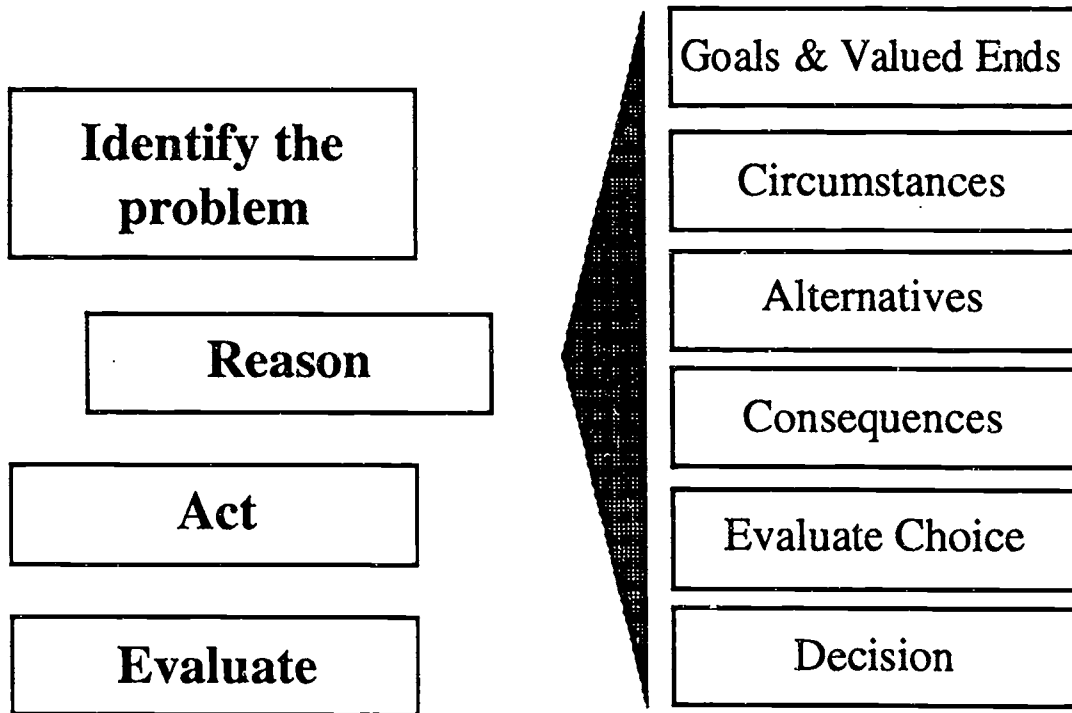 Identify the
problem
Reason
Act
Evaluate
Goals & Valued Ends
Circumstances
Alternatives
Consequences
Evaluate Choice
Decision